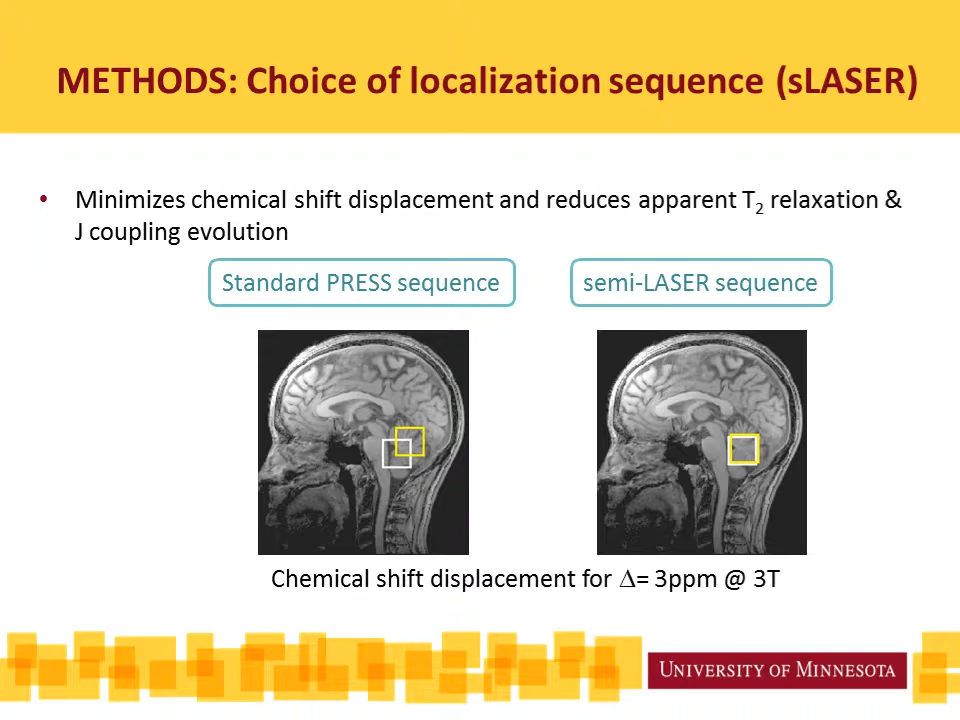 METHODS: Choice of localization sequence (sLASER)
• Minimizes chemical shift displacement and reduces apparent T₂ relaxation &
J coupling evolution
Standard PRESS sequence
semi-LASER sequence
Chemical shift displacement for Δ= 3ppm @ 3T
UNIVERSITY OF MINNESOTA